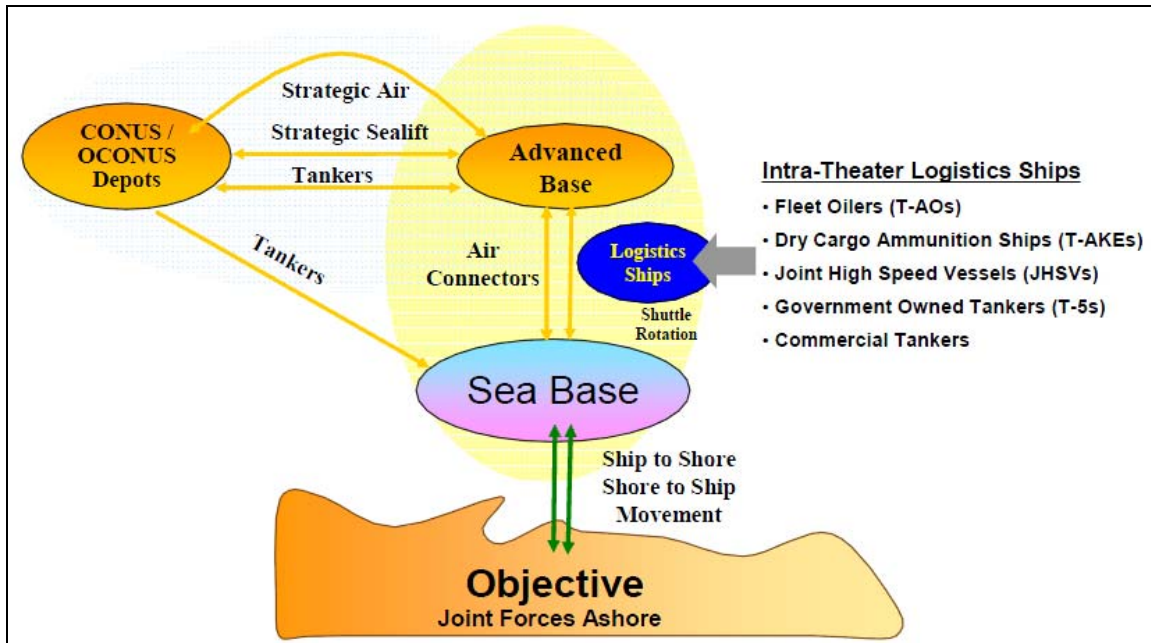 Strategic Air
CONUS /
OCONUS
Depots
Strategic Sealift
Tankers
Advanced
Base
Tankers
Air
Connectors
Logistics
Ships
Shuttle
Rotation
Intra-Theater Logistics Ships
• Fleet Oilers (T-AOs)
• Dry Cargo Ammunition Ships (T-AKEs)
• Joint High Speed Vessels (JHSVs)
• Government Owned Tankers (T-5s)
• Commercial Tankers
Sea Base
Ship to Shore
Shore to Ship
Movement
Objective
Joint Forces Ashore